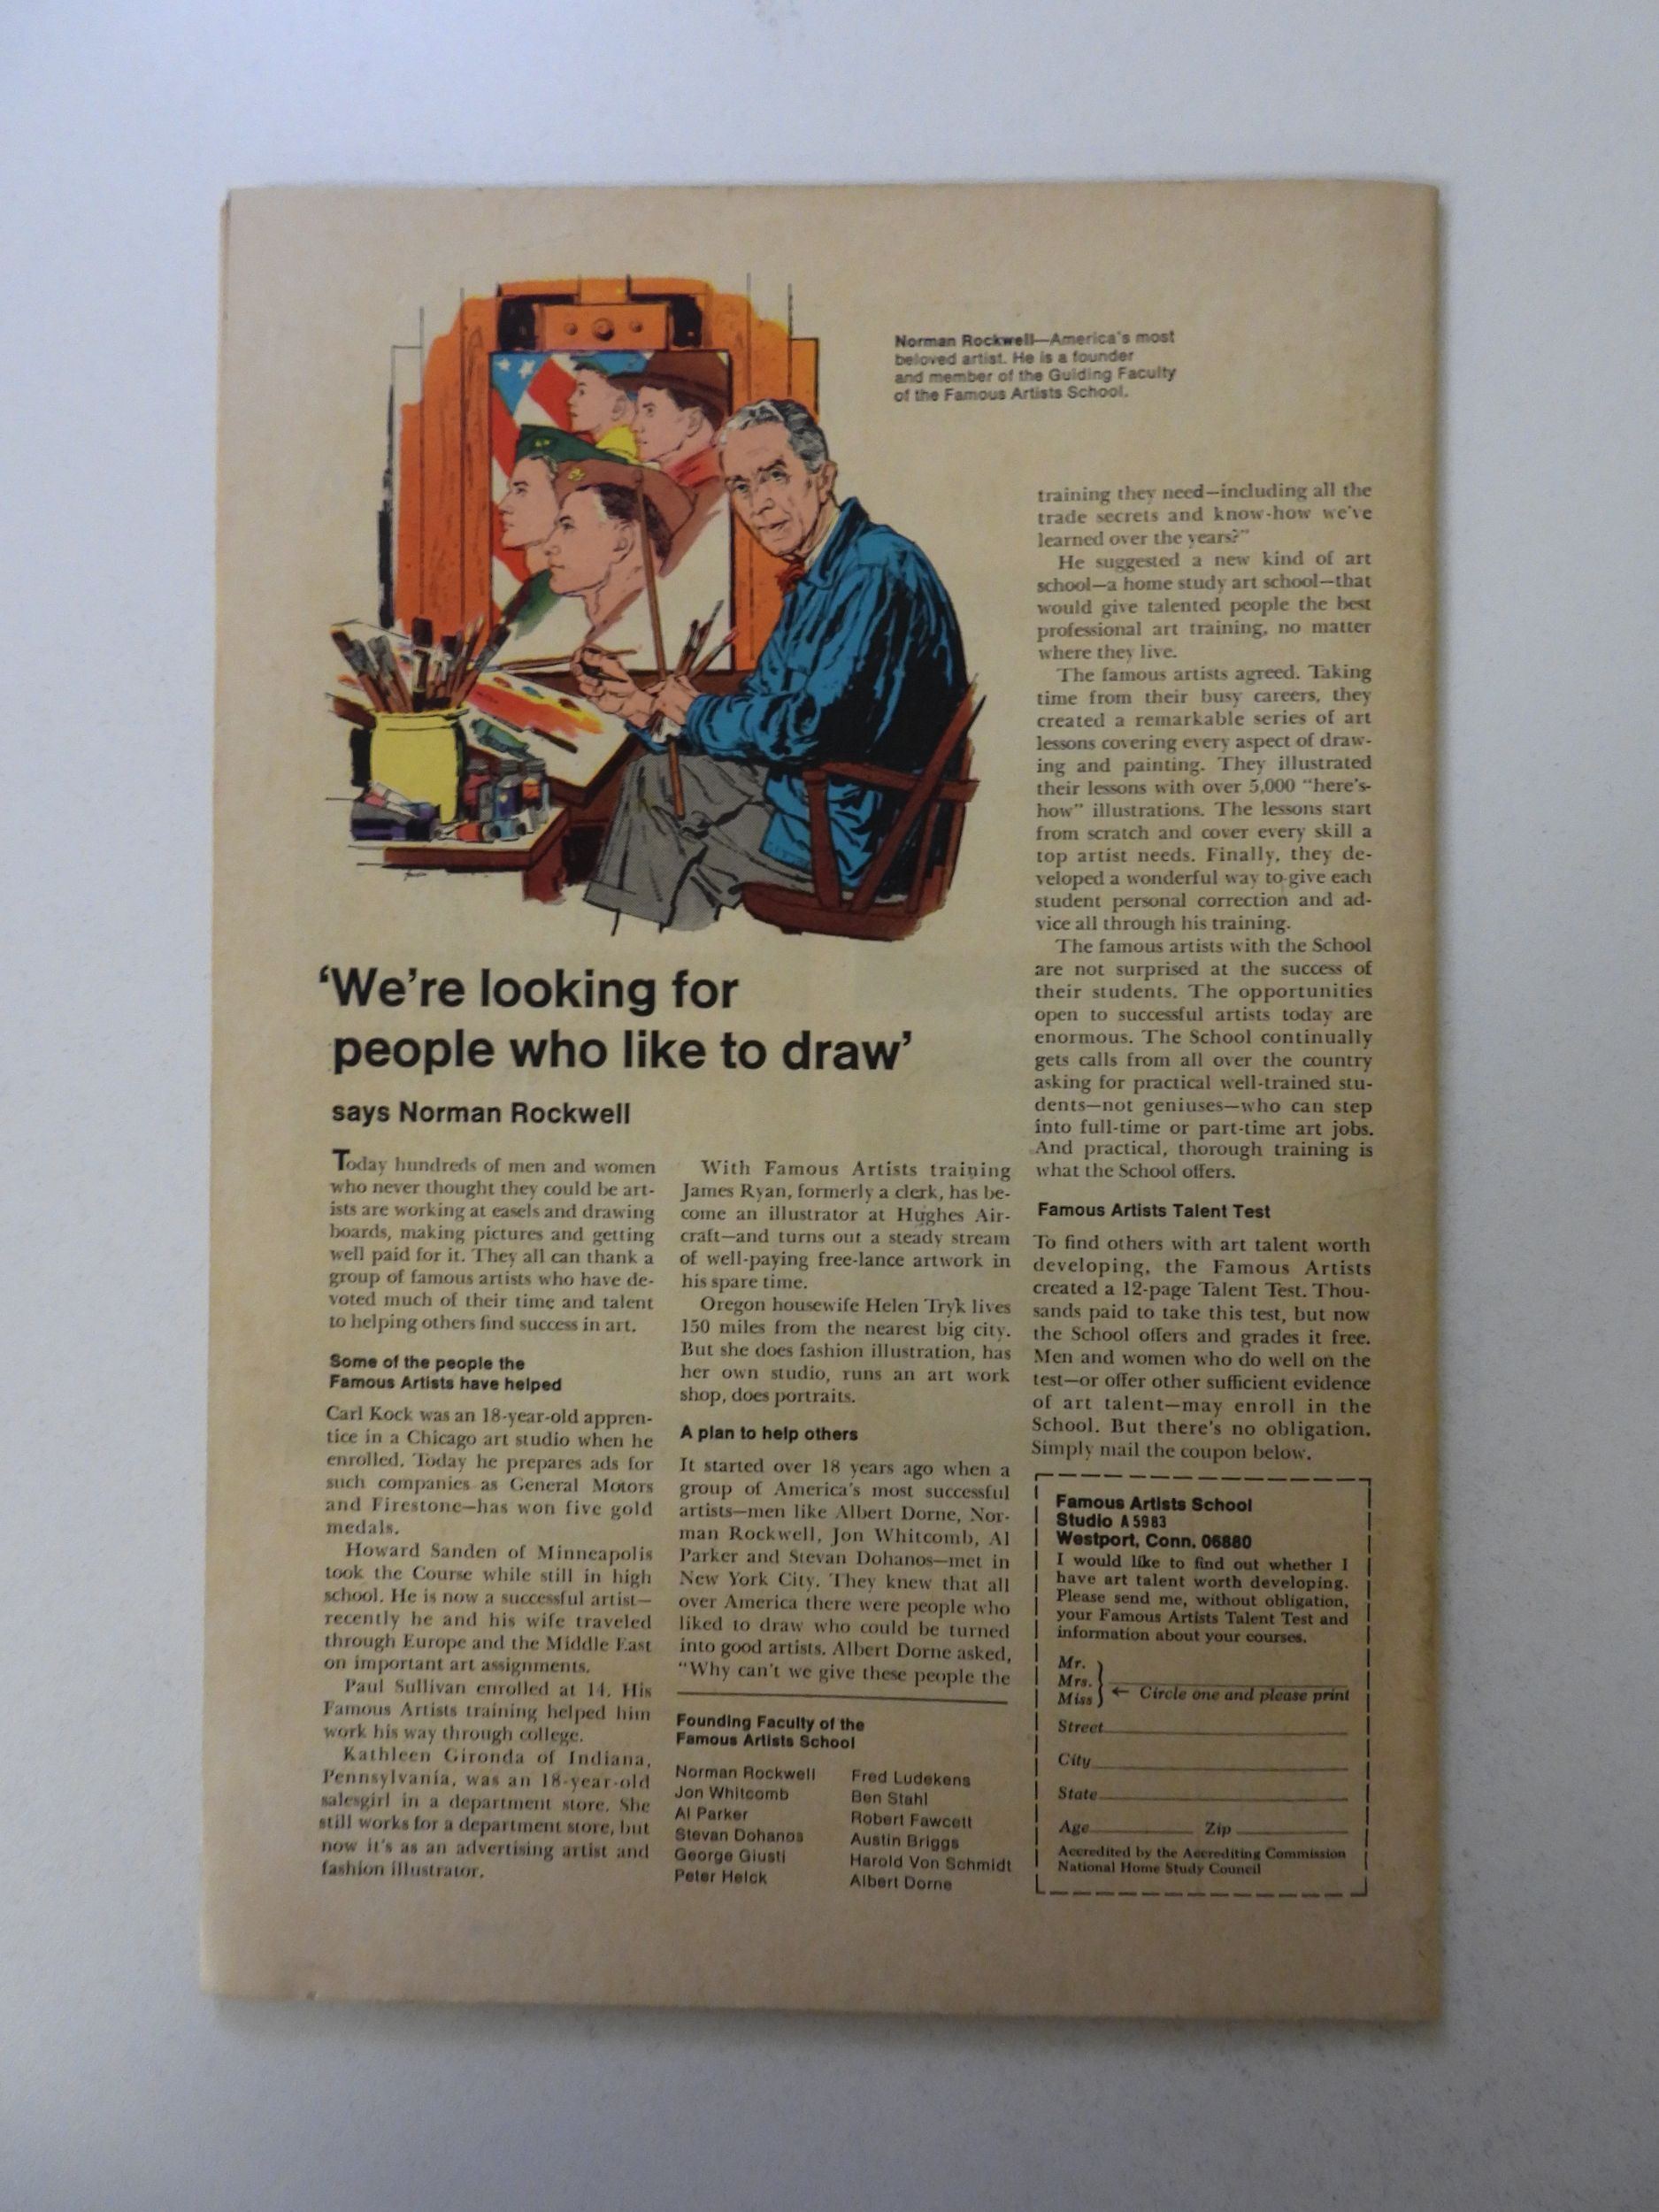 Norman Rockwell—America's most
beloved artist. He is a founder
and member of the Guiding Faculty
of the Famous Artists School.
'We're looking for
people who like to draw'
says Norman Rockwell
Today hundreds of men and women
who never thought they could be art-
ists are working at easels and drawing
boards, making pictures and getting
well paid for it. They all can thank a
group of famous artists who have de-
voted much of their time and talent
to helping others find success in art.
Some of the people the
Famous Artists have helped
Carl Kock was an 18-year-old appren-
tice in a Chicago art studio when he
enrolled. Today he prepares ads for
such companies as General Motors
and Firestone—has won five gold
medals.
Howard Sanden of Minneapolis
took the Course while still in high
school. He is now a successful artist—
recently he and his wife traveled
through Europe and the Middle East
on important art assignments.
Paul Sullivan enrolled at 14. His
Famous Artists training helped him
work his way through college.
Kathleen Gironda of Indiana,
Pennsylvania, was an 18-year-old
salesgirl in a department store. She
still works for a department store, but
now it's as an advertising artist and
fashion illustrator.
With Famous Artists training
James Ryan, formerly a clerk, has be-
come an illustrator at Hughes Air-
craft—and turns out a steady stream
of well-paying free-lance artwork in
his spare time.
Oregon housewife Helen Tryk lives
150 miles from the nearest big city.
But she does fashion illustration, has
her own studio, runs an art work
shop, does portraits.
A plan to help others
It started over 18 years ago when a
group of America's most successful
artists—men like Albert Dorne, Nor-
man Rockwell, Jon Whitcomb, Al
Parker and Stevan Dohanos—met in
New York City. They knew that all
over America there were people who
liked to draw who could be turned
into good artists. Albert Dorne asked,
"Why can't we give these people the
Founding Faculty of the
Famous Artists School
Norman Rockwell
Jon Whitcomb
Al Parker
Stevan Dohanos
George Giusti
Peter Helck
Fred Ludekens
Ben Stahl
Robert Fawcett
Austin Briggs
Harold Von Schmidt
Albert Dorne
training they need—including all the
trade secrets and know-how we've
learned over the years?"
He suggested a new kind of art
school—a home study art school—that
would give talented people the best
professional art training, no matter
where they live.
The famous artists agreed. Taking
time from their busy careers, they
created a remarkable series of art
lessons covering every aspect of draw-
ing and painting. They illustrated
their lessons with over 5,000 "here's-
how" illustrations. The lessons start
from scratch and cover every skill a
top artist needs. Finally, they de-
veloped a wonderful way to give each
student personal correction and ad-
vice all through his training.
The famous artists with the School
are not surprised at the success of
their students. The opportunities
open to successful artists today are
enormous. The School continually
gets calls from all over the country
asking for practical well-trained stu-
dents—not geniuses—who can step
into full-time or part-time art jobs.
And practical, thorough training is
what the School offers.
Famous Artists Talent Test
To find others with art talent worth
developing, the Famous Artists
created a 12-page Talent Test. Thou-
sands paid to take this test, but now
the School offers and grades it free.
Men and women who do well on the
test—or offer other sufficient evidence
of art talent—may enroll in the
School. But there's no obligation.
Simply mail the coupon below.
Famous Artists School
Studio A5983
Westport, Conn. 06880
I would like to find out whether I
have art talent worth developing.
Please send me, without obligation,
your Famous Artists Talent Test and
information about your courses.
Mr.
Mrs.
Miss ← Circle one and please print
Street
City
State
Age Zip
Accredited by the Accrediting Commission
National Home Study Council